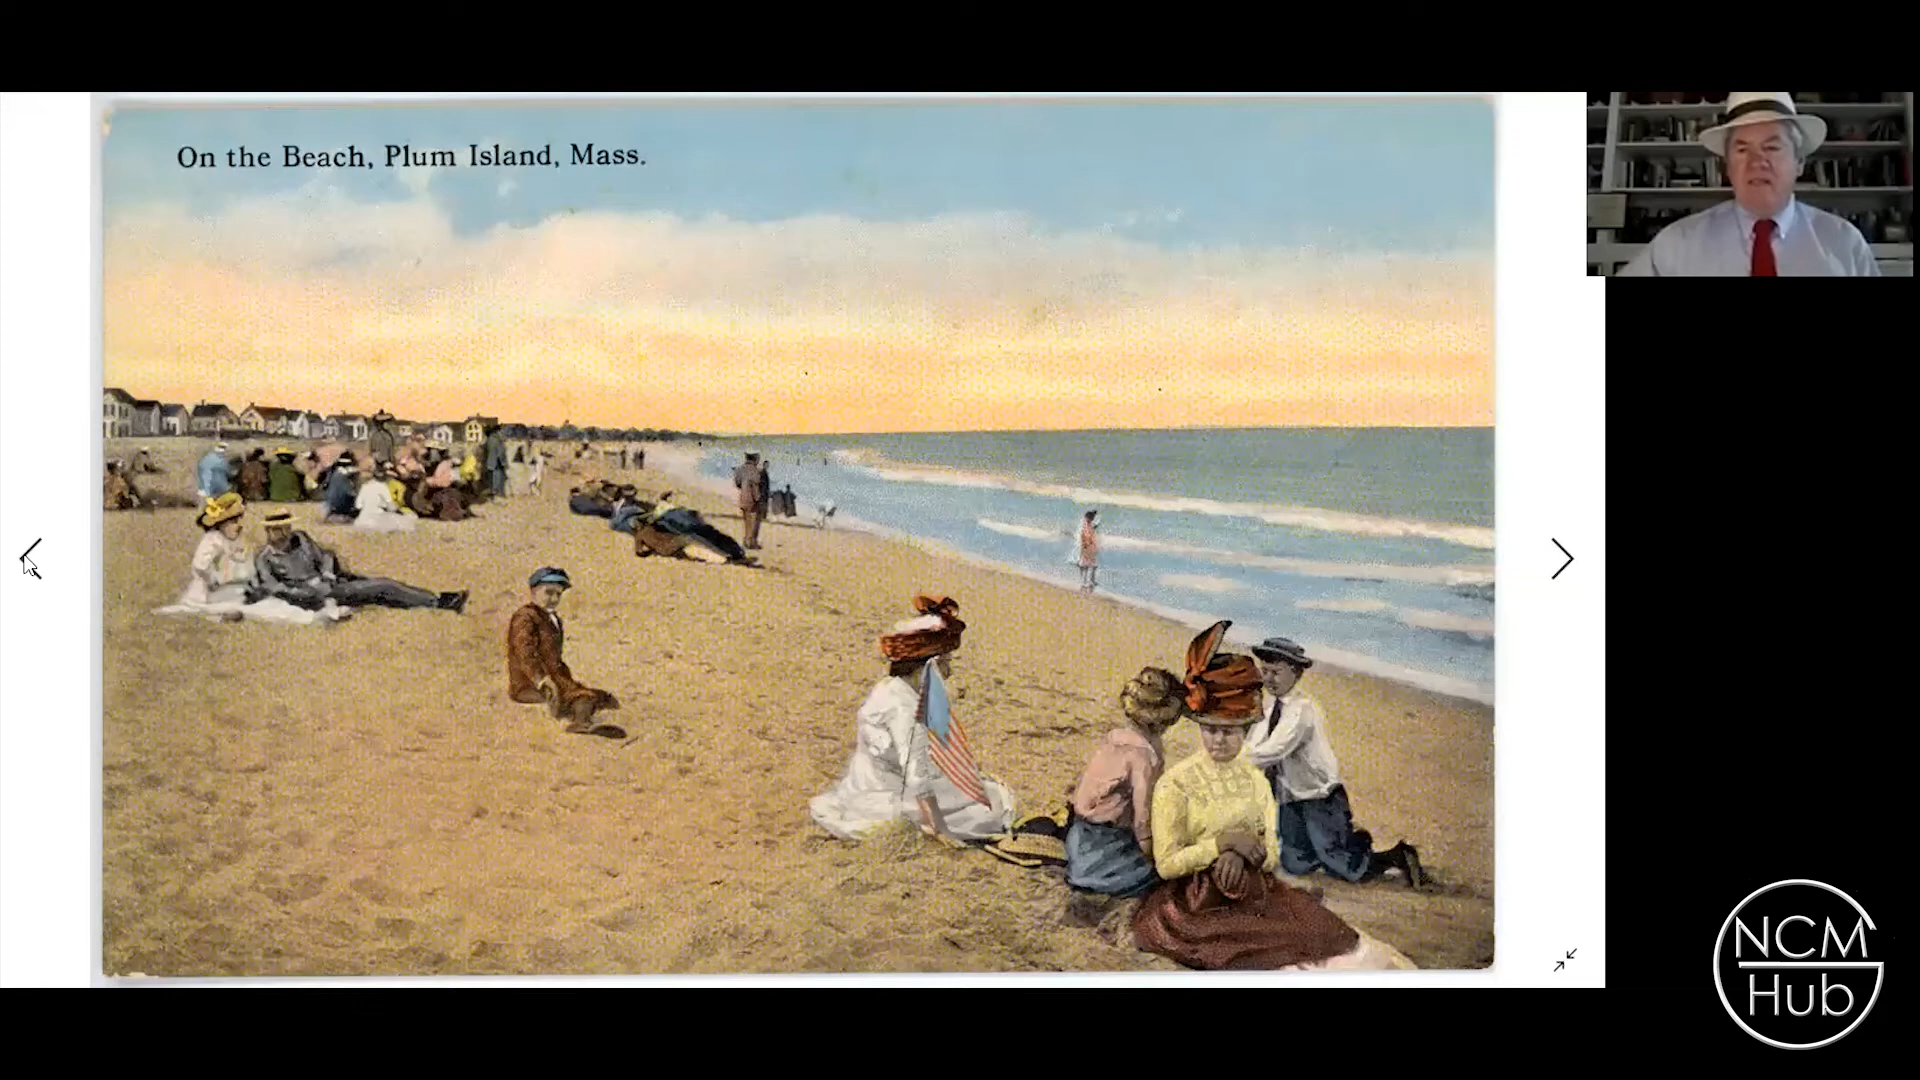 On the Beach, Plum Island, Mass.
NCM
Hub